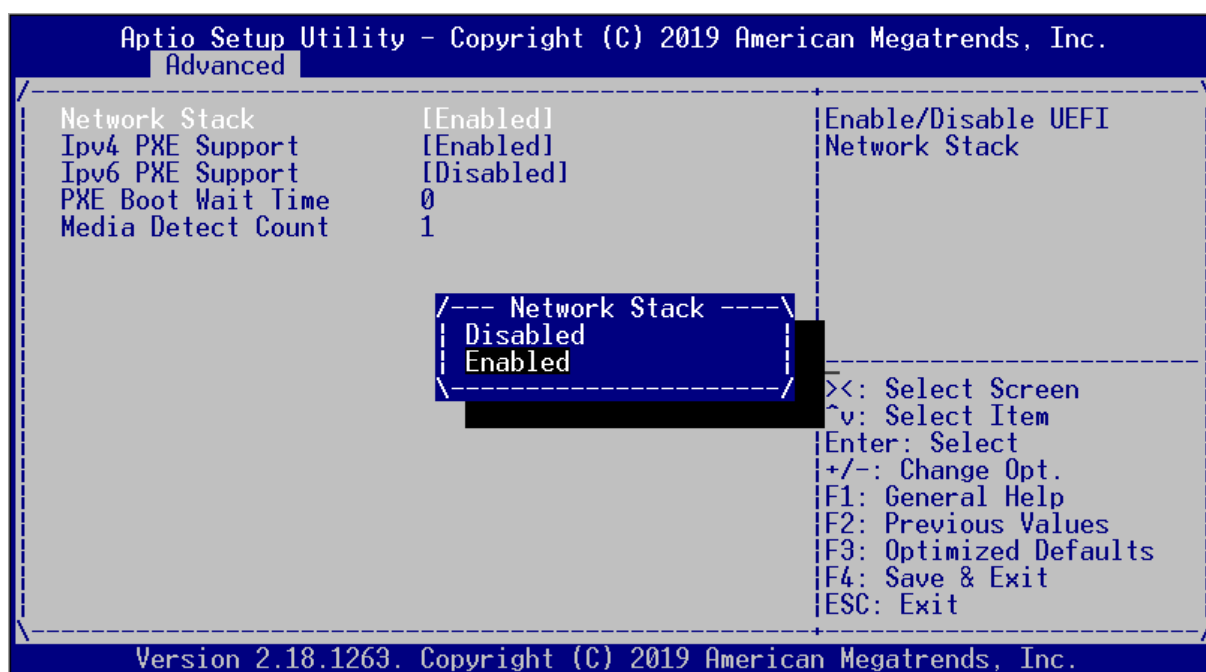 Aptio Setup Utility - Copyright (C) 2019 American Megatrends, Inc.
Advanced
Network Stack [Enabled]
Ipv4 PXE Support [Enabled]
Ipv6 PXE Support [Disabled]
PXE Boot Wait Time 0
Media Detect Count 1
Enable/Disable UEFI
Network Stack
/--- Network Stack ----\
Disabled
Enabled
><: Select Screen
^v: Select Item
Enter: Select
+/-: Change Opt.
F1: General Help
F2: Previous Values
F3: Optimized Defaults
F4: Save & Exit
ESC: Exit
Version 2.18.1263. Copyright (C) 2019 American Megatrends, Inc.